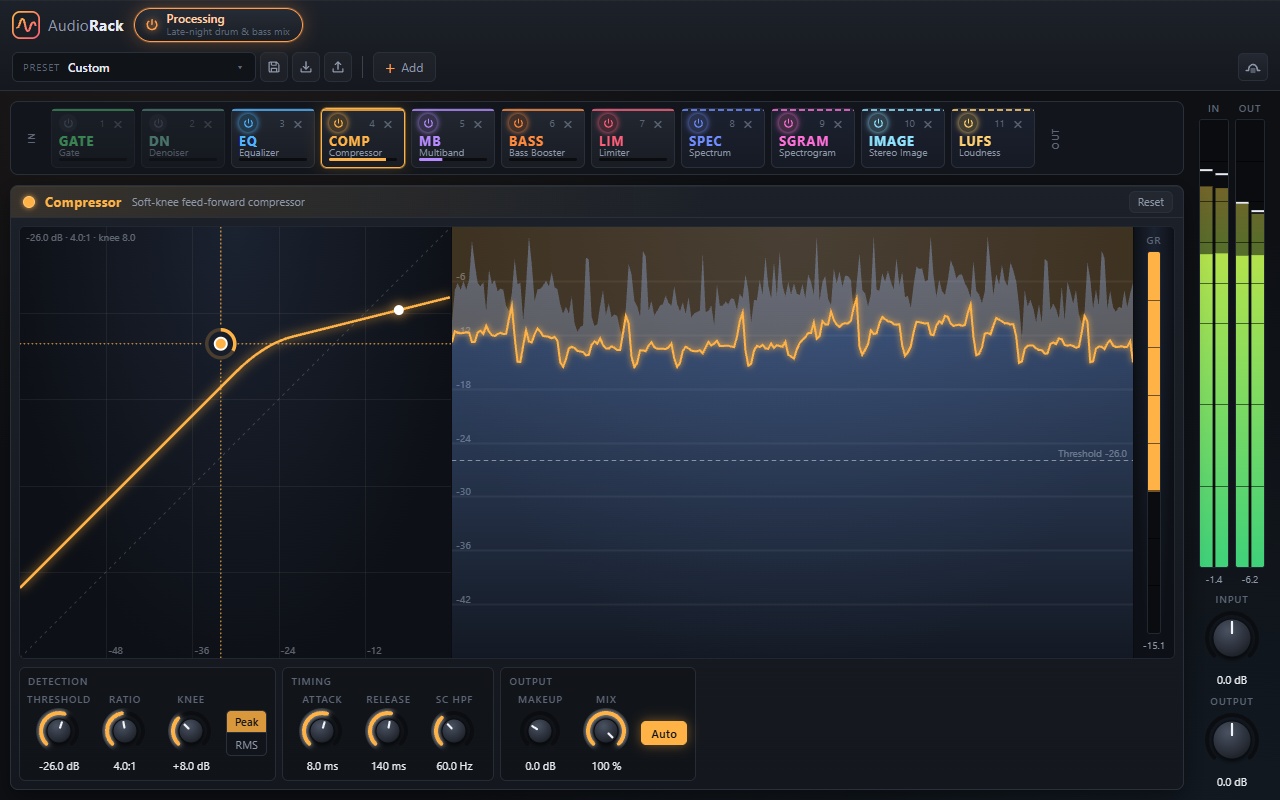 AudioRack
Processing
Late-night drum & bass mix
PRESET Custom
+ Add
IN
1 GATE Gate
2 DN Denoiser
3 EQ Equalizer
4 COMP Compressor
5 MB Multiband
6 BASS Bass Booster
7 LIM Limiter
8 SPEC Spectrum
9 SGRAM Spectrogram
10 IMAGE Stereo Image
11 LUFS Loudness
OUT
IN OUT
Compressor Soft-knee feed-forward compressor
Reset
-26.0 dB · 4.0:1 · knee 8.0
GR
-6
-12
-18
-24
Threshold -26.0
-30
-36
-42
-48 -36 -24 -12
-15.1
-1.4 -6.2
INPUT
0.0 dB
OUTPUT
0.0 dB
DETECTION
THRESHOLD RATIO KNEE
Peak
RMS
-26.0 dB 4.0:1 +8.0 dB
TIMING
ATTACK RELEASE SC HPF
8.0 ms 140 ms 60.0 Hz
OUTPUT
MAKEUP MIX
Auto
0.0 dB 100 %